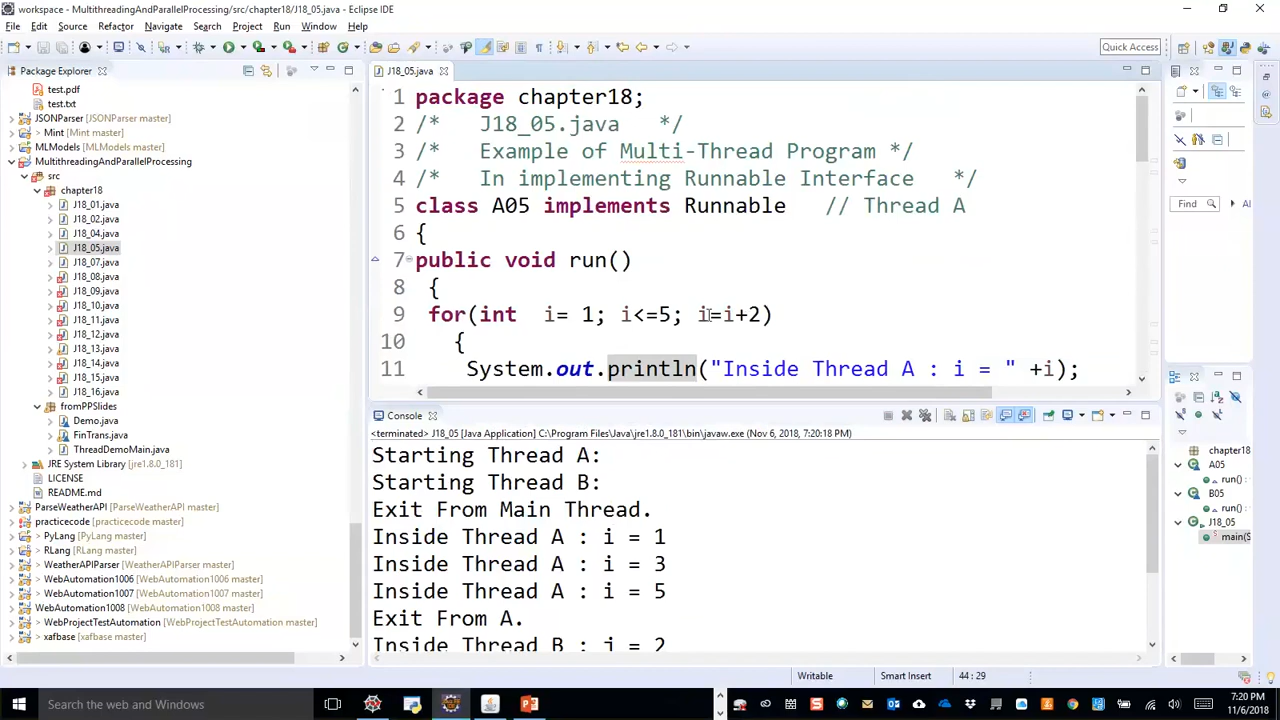 workspace - MultithreadingAndParallelProcessing/src/chapter18/J18_05.java - Eclipse IDE
File Edit Source Refactor Navigate Search Project Run Window Help
Quick Access
Package Explorer
test.pdf
test.txt
JSONParser [JSONParser master]
> Mint [Mint master]
MLModels [MLModels master]
MultithreadingAndParallelProcessing
src
chapter18
J18_01.java
J18_02.java
J18_04.java
J18_05.java
J18_07.java
J18_08.java
J18_09.java
J18_10.java
J18_11.java
J18_12.java
J18_13.java
J18_14.java
J18_15.java
J18_16.java
fromPPSlides
Demo.java
FinTrans.java
ThreadDemoMain.java
JRE System Library [jre1.8.0_181]
LICENSE
README.md
ParseWeatherAPI [ParseWeatherAPI master]
practicecode [practicecode master]
> PyLang [PyLang master]
> RLang [RLang master]
> WeatherAPIParser [WeatherAPIParser master]
> WebAutomation1006 [WebAutomation1006 master]
> WebAutomation1007 [WebAutomation1007 master]
WebAutomation1008 [WebAutomation1008 master]
> WebProjectTestAutomation [WebProjectTestAutomation master]
> xafbase [xafbase master]
J18_05.java
1 package chapter18;
2 /* J18_05.java */
3 /* Example of Multi-Thread Program */
4 /* In implementing Runnable Interface */
5 class A05 implements Runnable // Thread A
6 {
7 public void run()
8 {
9 for(int i= 1; i<=5; i=i+2)
10 {
11 System.out.println("Inside Thread A : i = " +i);
Console
<terminated> J18_05 [Java Application] C:\Program Files\Java\jre1.8.0_181\bin\javaw.exe (Nov 6, 2018, 7:20:18 PM)
Starting Thread A:
Starting Thread B:
Exit From Main Thread.
Inside Thread A : i = 1
Inside Thread A : i = 3
Inside Thread A : i = 5
Exit From A.
Inside Thread B : i = 2
Find
Al
chapter18
A05
run() :
B05
run() :
J18_05
main(S
Writable
Smart Insert
44 : 29
Search the web and Windows
7:20 PM
11/6/2018